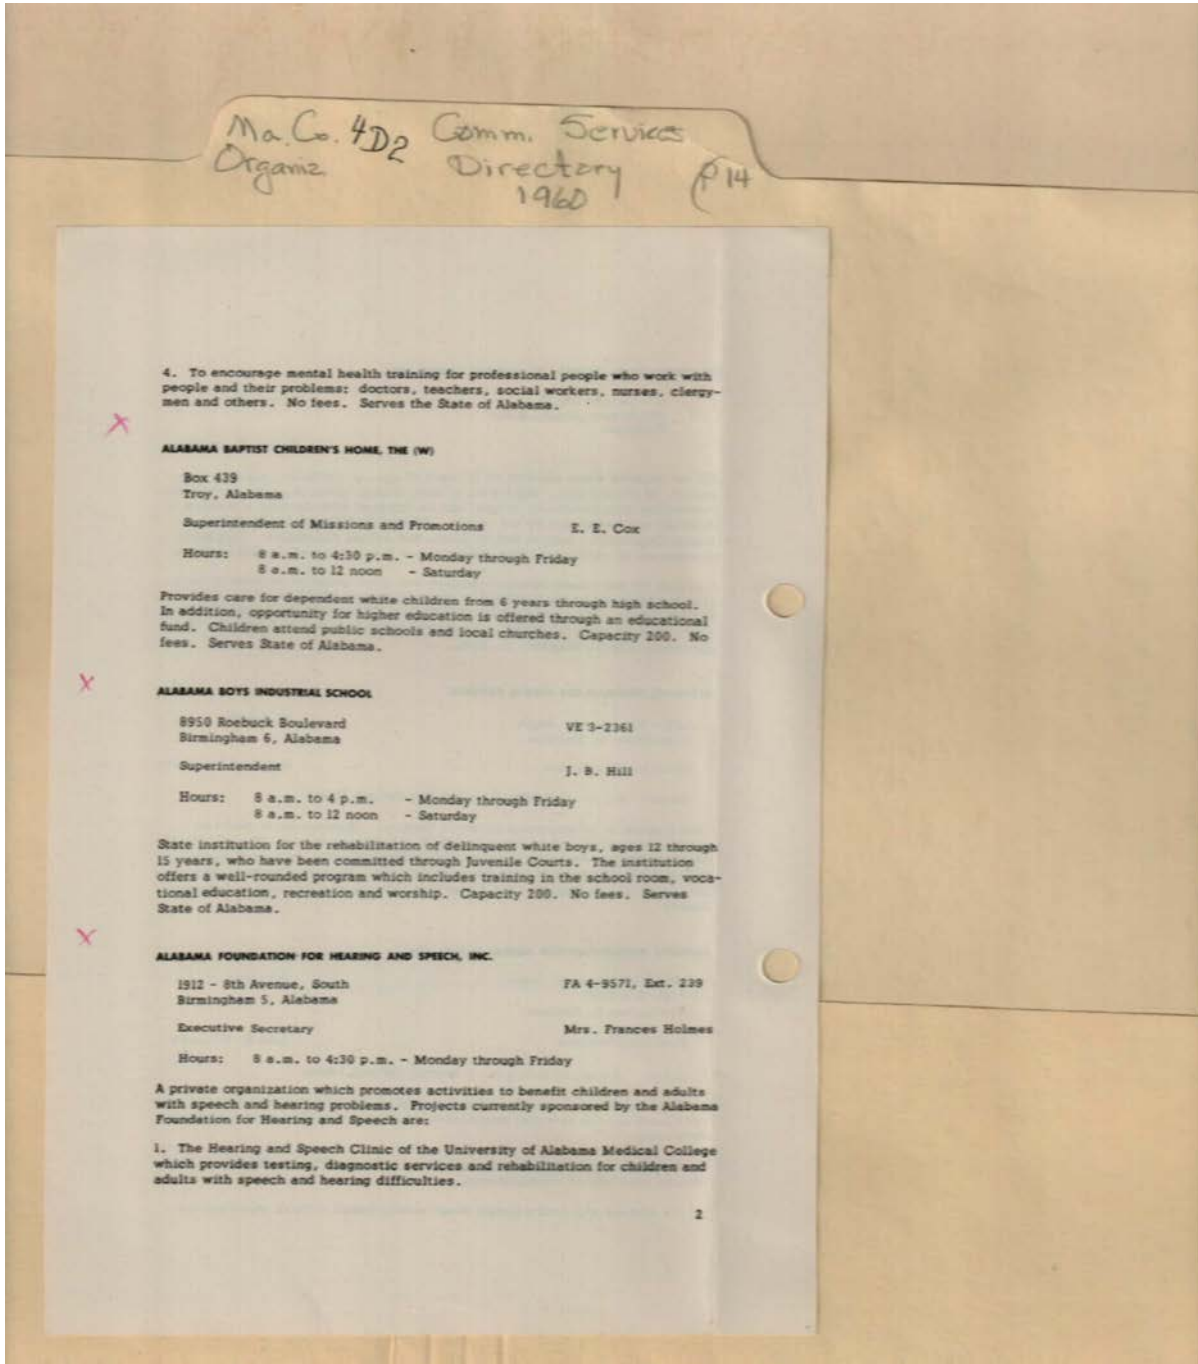 Ma. Co. 4D2 Comm. Services
Organiz Directory (P 14
1960
4. To encourage mental health training for professional people who work with
people and their problems: doctors, teachers, social workers, nurses, clergy-
men and others. No fees. Serves the State of Alabama.
X
ALABAMA BAPTIST CHILDREN'S HOME, THE (W)
Box 439
Troy, Alabama
Superintendent of Missions and Promotions E. E. Cox
Hours: 8 a.m. to 4:30 p.m. - Monday through Friday
8 a.m. to 12 noon - Saturday
Provides care for dependent white children from 6 years through high school.
In addition, opportunity for higher education is offered through an educational
fund. Children attend public schools and local churches. Capacity 200. No
fees. Serves State of Alabama.
X
ALABAMA BOYS INDUSTRIAL SCHOOL
8950 Roebuck Boulevard VE 3-2361
Birmingham 6, Alabama
Superintendent J. B. Hill
Hours: 8 a.m. to 4 p.m. - Monday through Friday
8 a.m. to 12 noon - Saturday
State institution for the rehabilitation of delinquent white boys, ages 12 through
15 years, who have been committed through Juvenile Courts. The institution
offers a well-rounded program which includes training in the school room, voca-
tional education, recreation and worship. Capacity 200. No fees. Serves
State of Alabama.
X
ALABAMA FOUNDATION FOR HEARING AND SPEECH, INC.
1912 - 8th Avenue, South FA 4-9571, Ext. 239
Birmingham 5, Alabama
Executive Secretary Mrs. Frances Holmes
Hours: 8 a.m. to 4:30 p.m. - Monday through Friday
A private organization which promotes activities to benefit children and adults
with speech and hearing problems. Projects currently sponsored by the Alabama
Foundation for Hearing and Speech are:
1. The Hearing and Speech Clinic of the University of Alabama Medical College
which provides testing, diagnostic services and rehabilitation for children and
adults with speech and hearing difficulties.
2